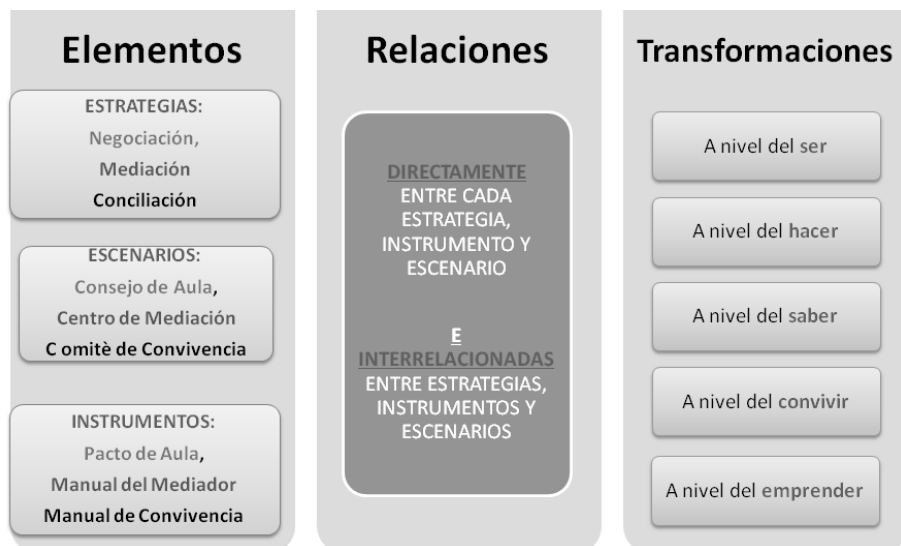 Elementos
ESTRATEGIAS:
Negociación,
Mediación
Conciliación
ESCENARIOS:
Consejo de Aula,
Centro de Mediación
C omitè de Convivencia
INSTRUMENTOS:
Pacto de Aula,
Manual del Mediador
Manual de Convivencia
Relaciones
DIRECTAMENTE
ENTRE CADA
ESTRATEGIA,
INSTRUMENTO Y
ESCENARIO
E
INTERRELACIONADAS
ENTRE ESTRATEGIAS,
INSTRUMENTOS Y
ESCENARIOS
Transformaciones
A nivel del ser
A nivel del hacer
A nivel del saber
A nivel del convivir
A nivel del emprender